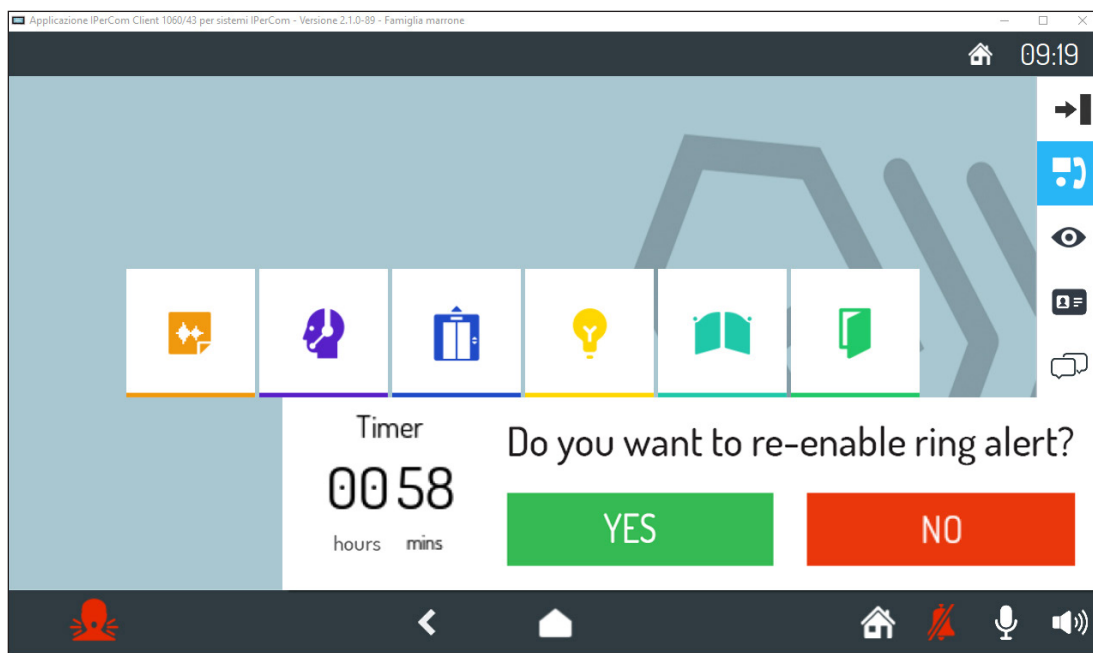 Applicazione IPerCom Client 1060/43 per sistemi IPerCom - Versione 2.1.0-89 - Famiglia marrone
09:19
Timer
00 58
hours mins
Do you want to re-enable ring alert?
YES
NO